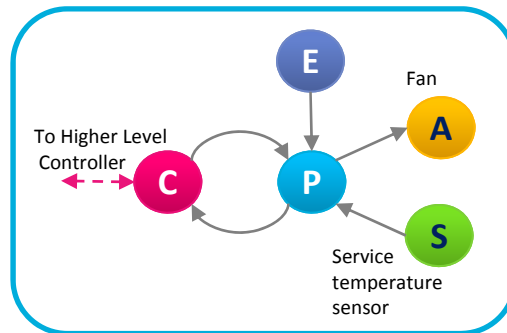 E
Fan
A
To Higher Level
Controller
C
P
S
Service
temperature
sensor